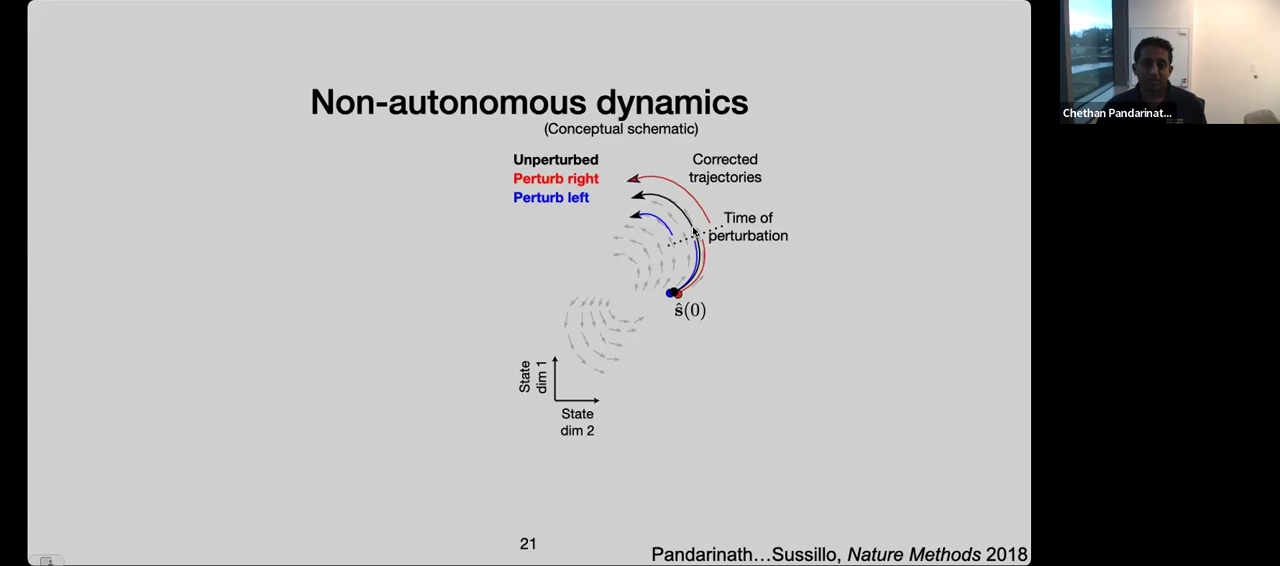 Non-autonomous dynamics
(Conceptual schematic)
Unperturbed
Perturb right
Perturb left
Corrected
trajectories
Time of
perturbation
ŝ(0)
State
dim 1
State
dim 2
21
Pandarinath…Sussillo, Nature Methods 2018
Chethan Pandarinat...